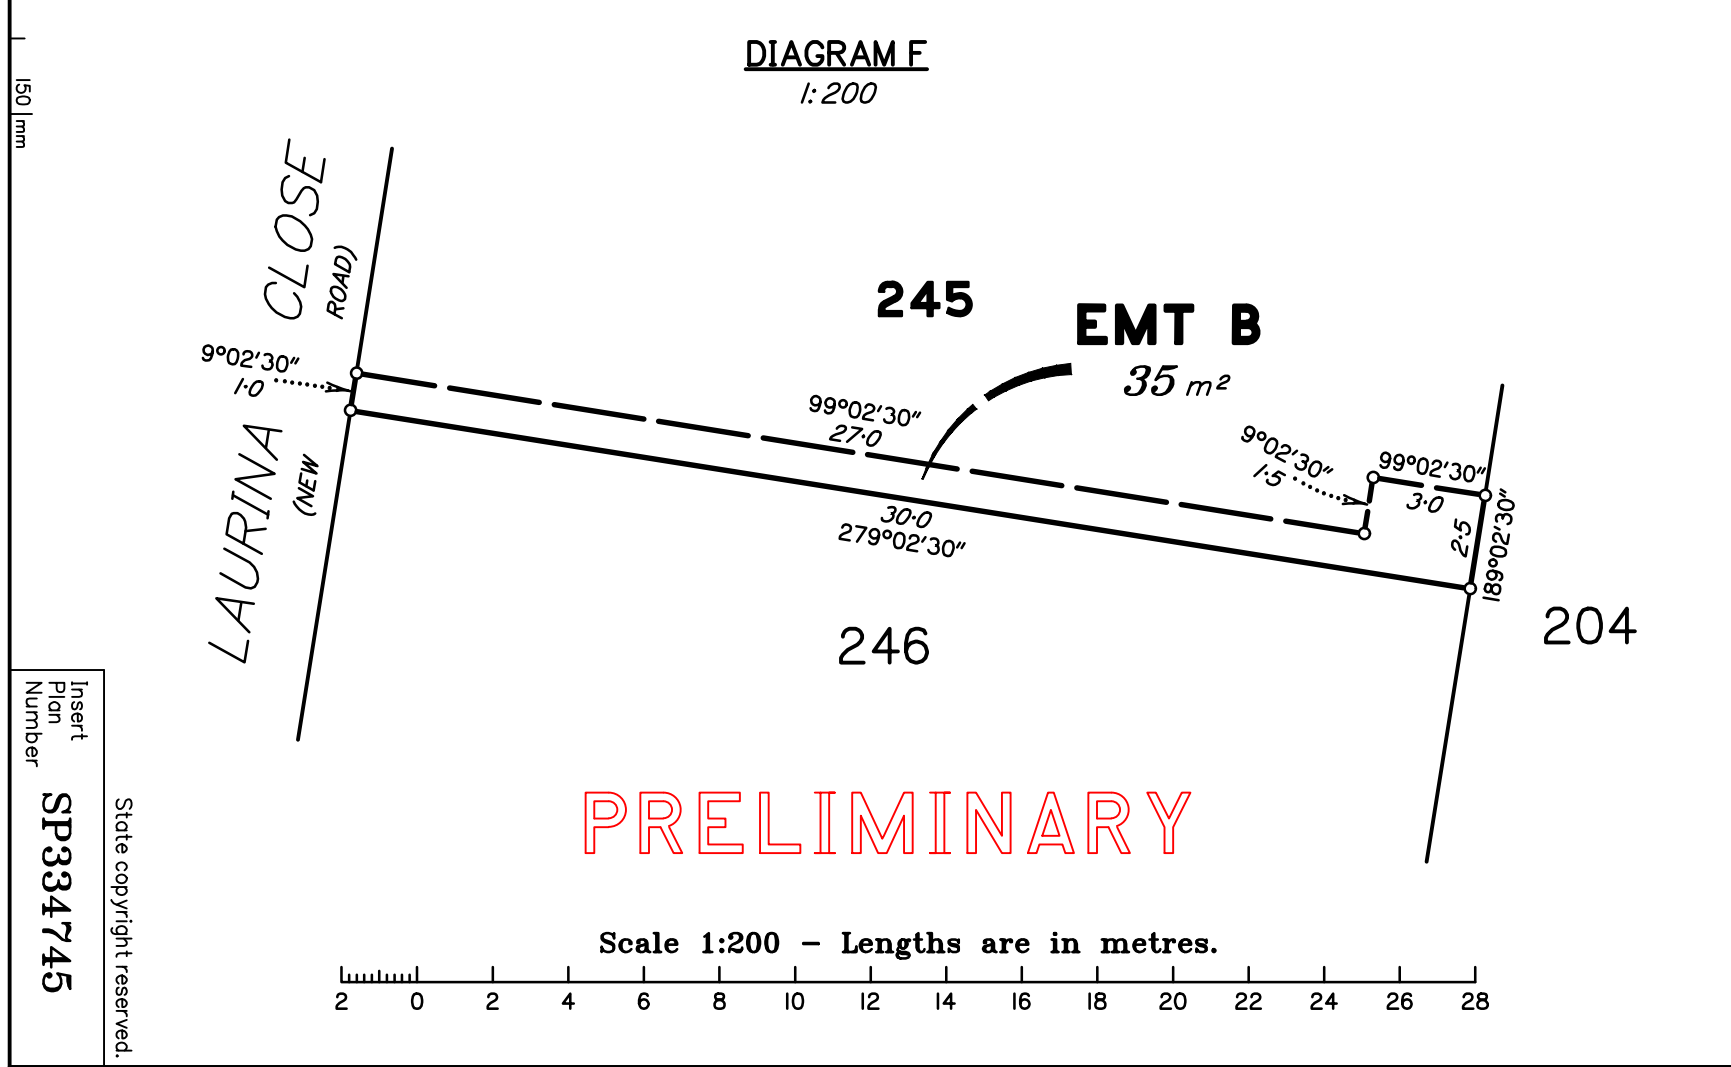 DIAGRAM F
1:200
150 mm
LAURINA CLOSE
(NEW ROAD)
9°02'30"
1·0
245
EMT B
35 m²
99°02'30"
27·0
9°02'30"
1·5
99°02'30"
3·0
2·5
189°02'30"
30·0
279°02'30"
246
204
PRELIMINARY
Scale 1:200 – Lengths are in metres.
2 0 2 4 6 8 10 12 14 16 18 20 22 24 26 28
Insert
Plan
Number
SP334745
State copyright reserved.